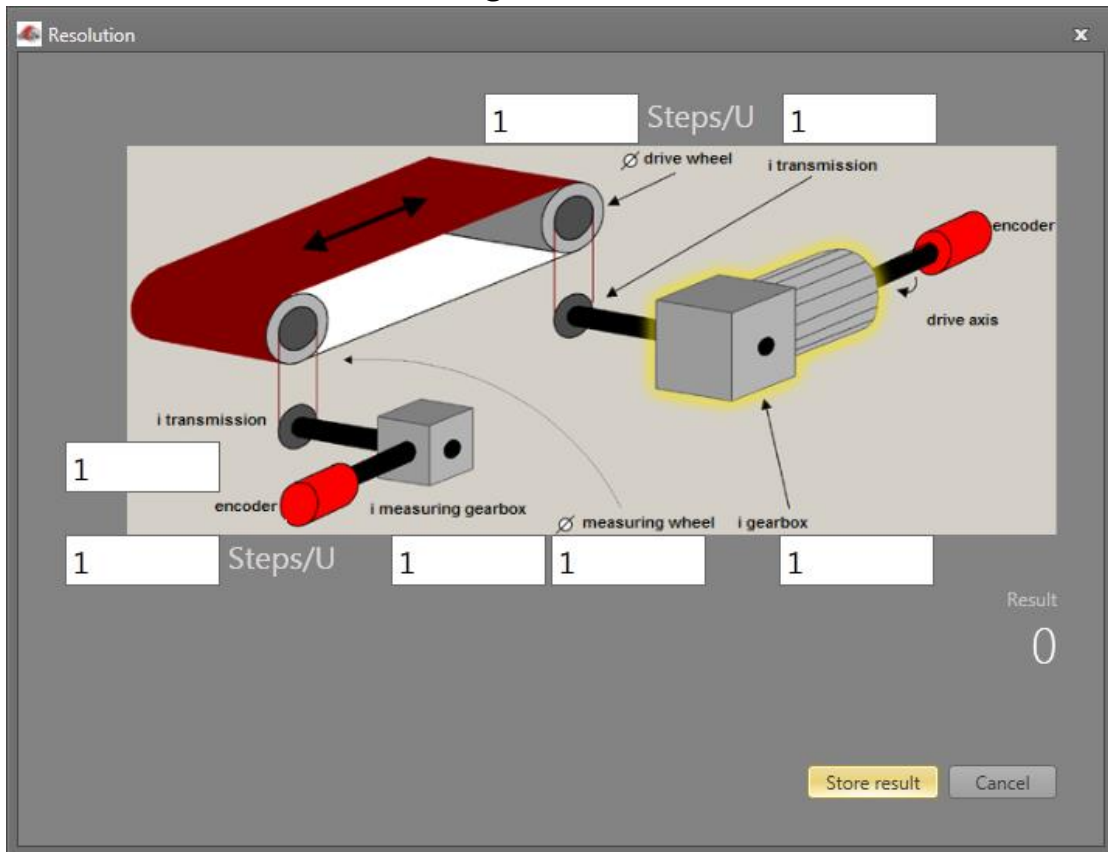 Resolution
x
1
Steps/U
1
Ø drive wheel
i transmission
encoder
drive axis
i transmission
1
encoder
i measuring gearbox
Ø measuring wheel
i gearbox
1
Steps/U
1
1
1
Result
0
Store result
Cancel